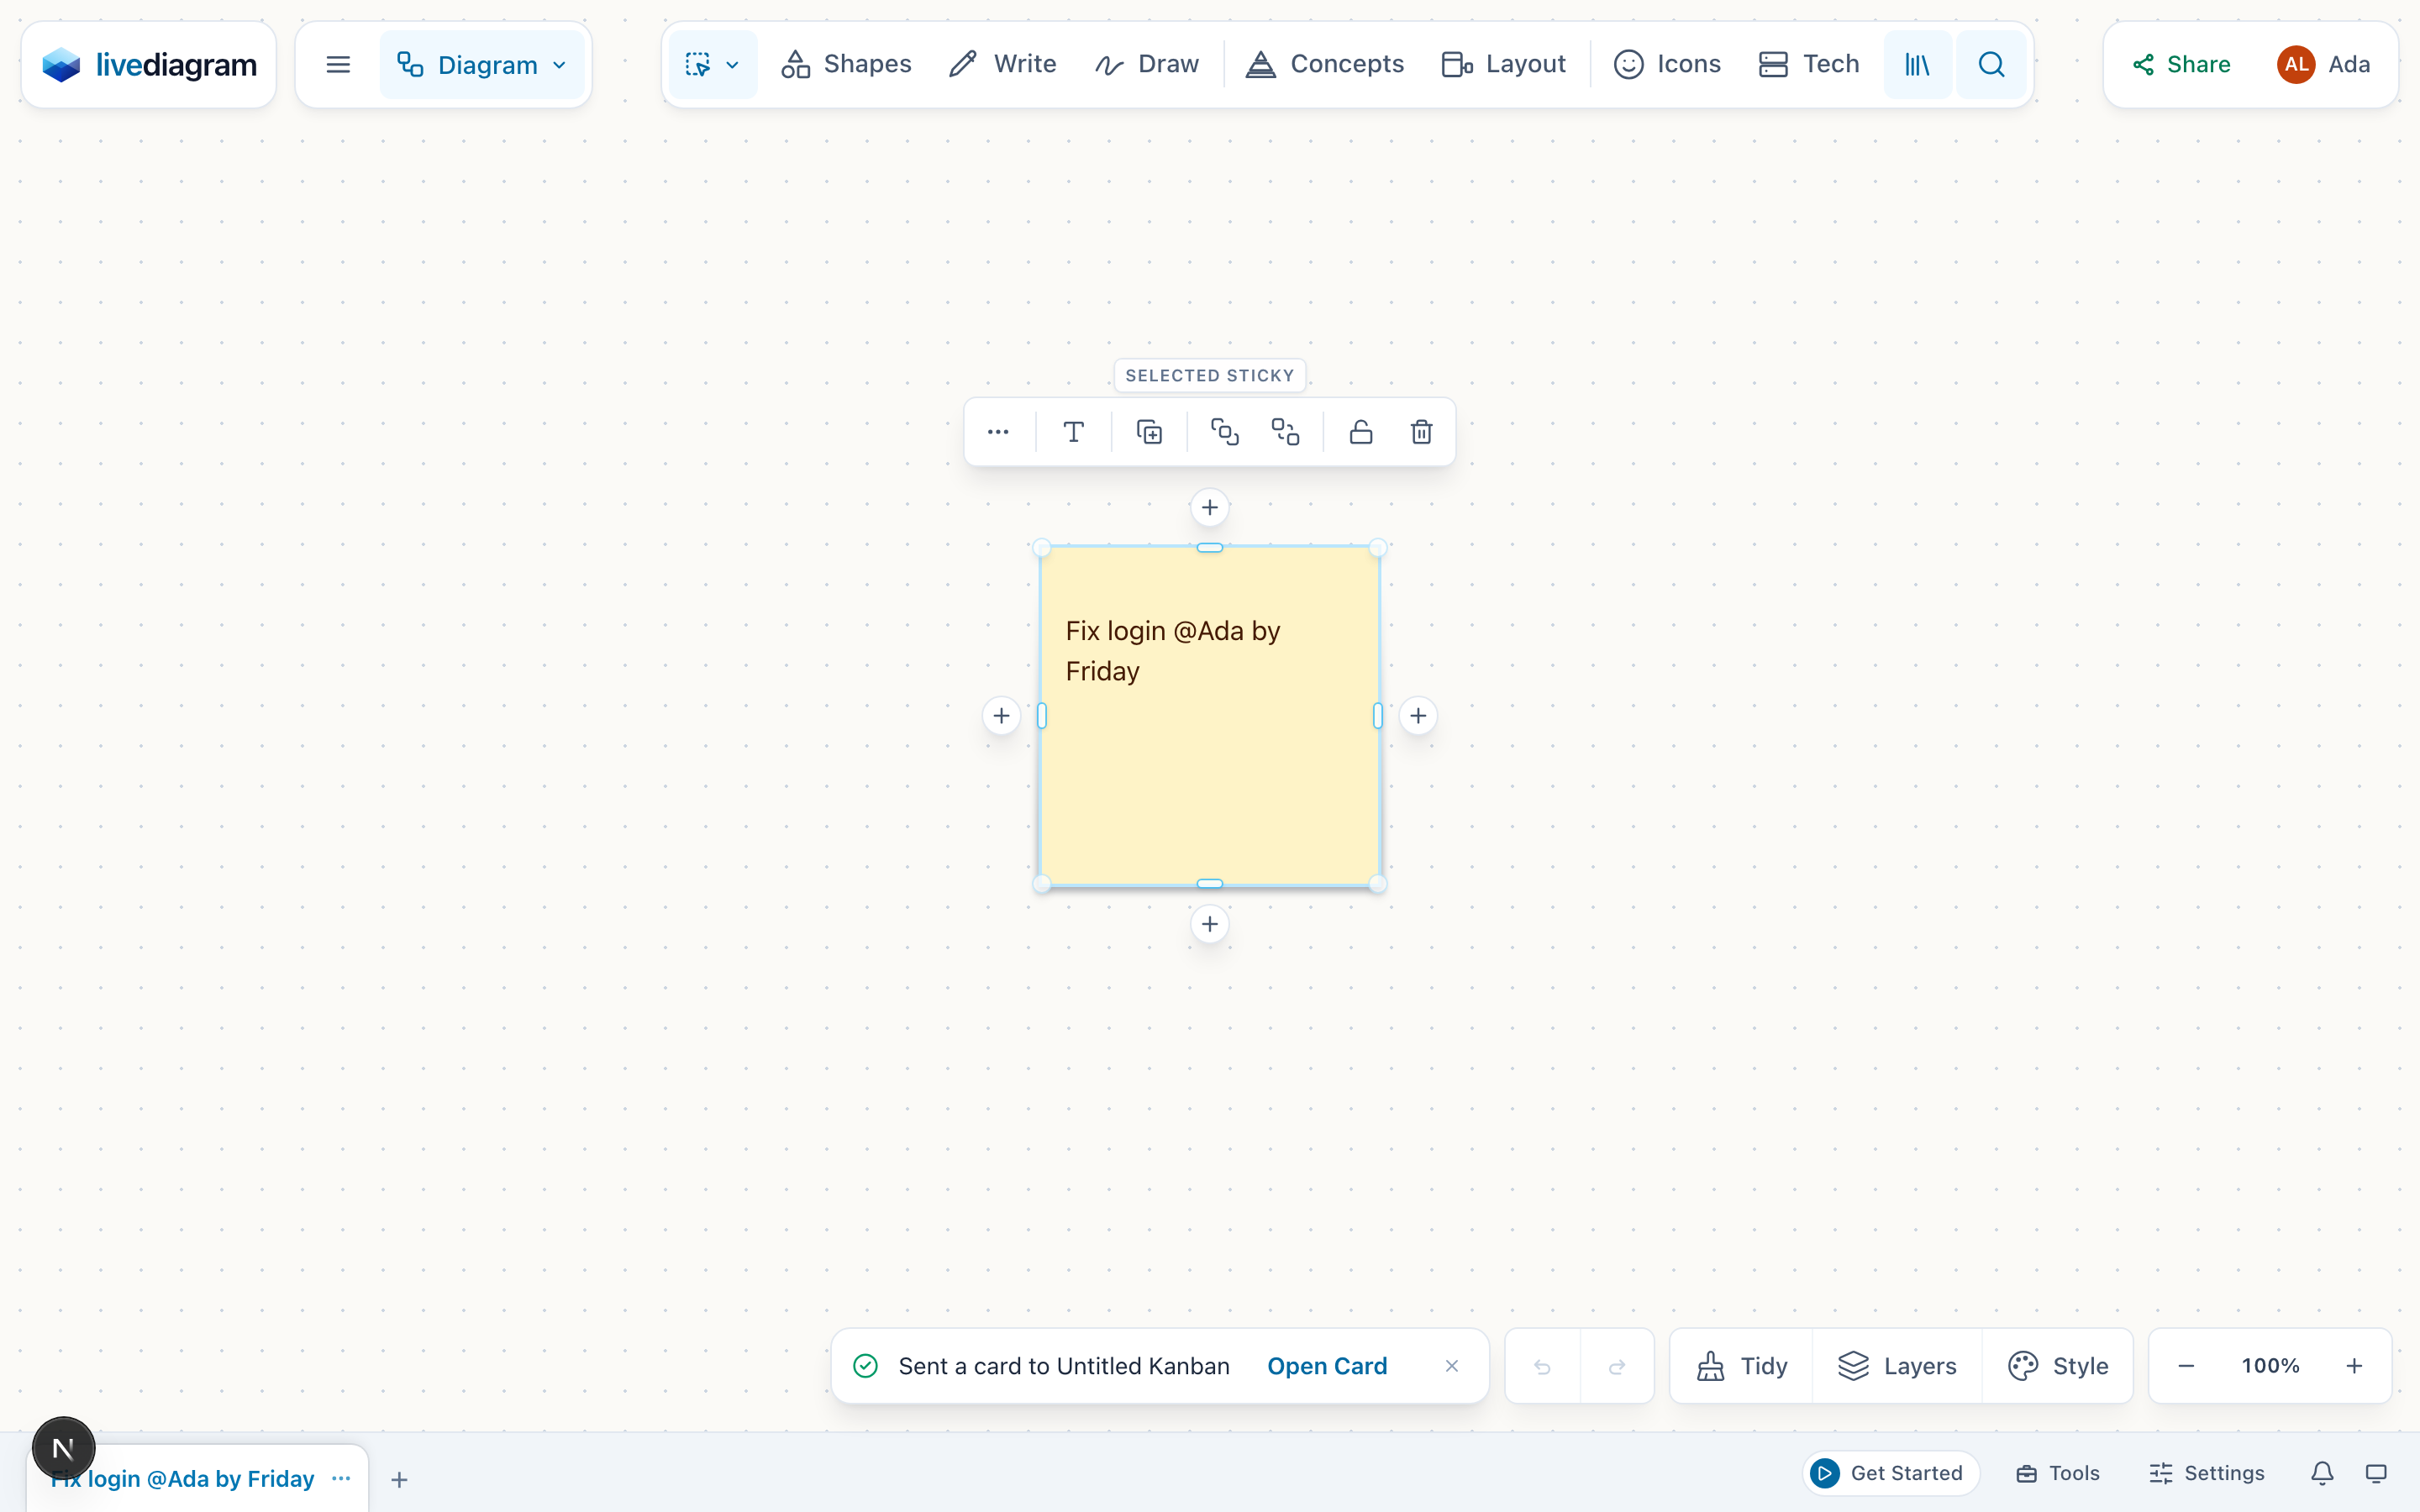 livediagram
Diagram
Shapes
Write
Draw
Concepts
Layout
Icons
Tech
Share
AL
Ada
SELECTED STICKY
Fix login @Ada by
Friday
Sent a card to Untitled Kanban
Open Card
Tidy
Layers
Style
100%
N
Fix login @Ada by Friday
Get Started
Tools
Settings